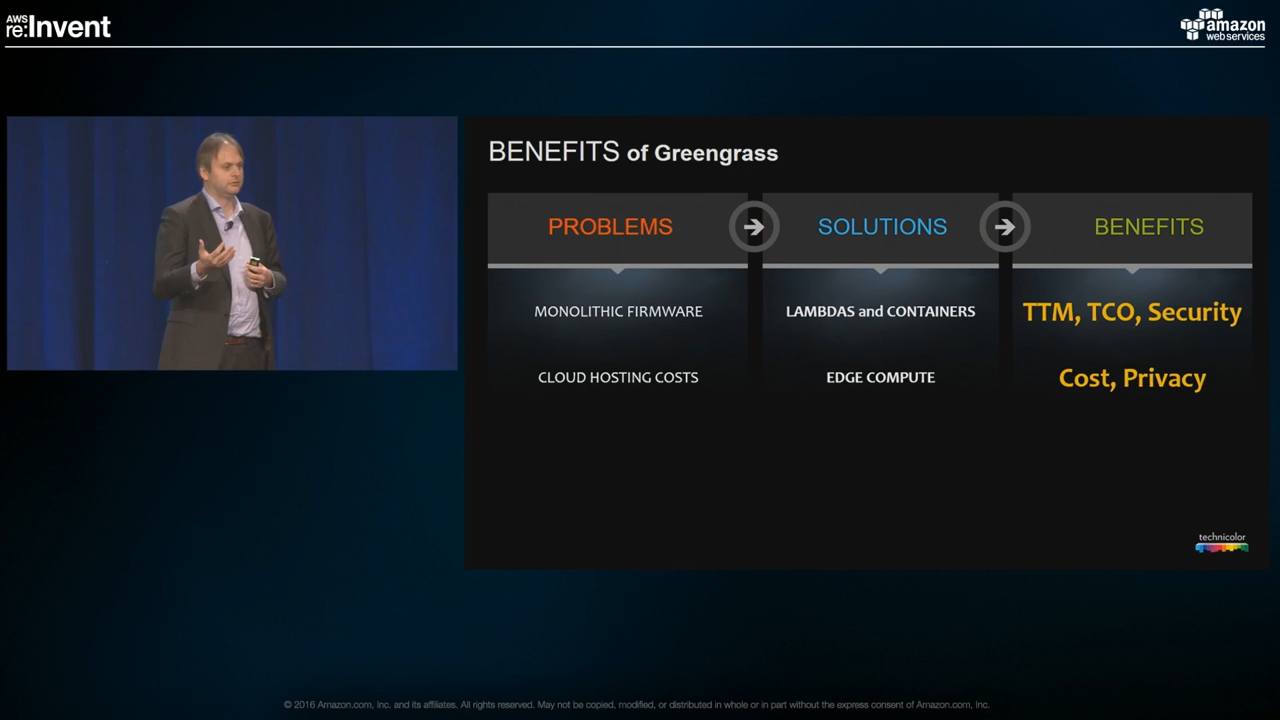 AWS
re:Invent
amazon
webservices
BENEFITS of Greengrass
PROBLEMS
SOLUTIONS
BENEFITS
MONOLITHIC FIRMWARE
LAMBDAS and CONTAINERS
TTM, TCO, Security
CLOUD HOSTING COSTS
EDGE COMPUTE
Cost, Privacy
technicolor
© 2016 Amazon.com, Inc. and its affiliates. All rights reserved. May not be copied, modified, or distributed in whole or in part without the express consent of Amazon.com, inc.